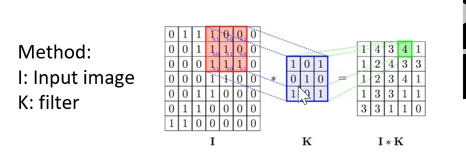 Method:
I: Input image
K: filter
0 1 1 1 0 0 0
0 0 1 1 1 0 0
0 0 0 1 1 1 0
0 0 0 1 1 0 0
0 0 1 1 0 0 0
0 1 1 0 0 0 0
1 1 0 0 0 0 0
I
*
1 0 1
0 1 0
1 1
K
=
1 4 3 4 1
1 2 4 3 3
1 2 3 4 1
1 3 3 1 1
3 3 1 1 0
I * K